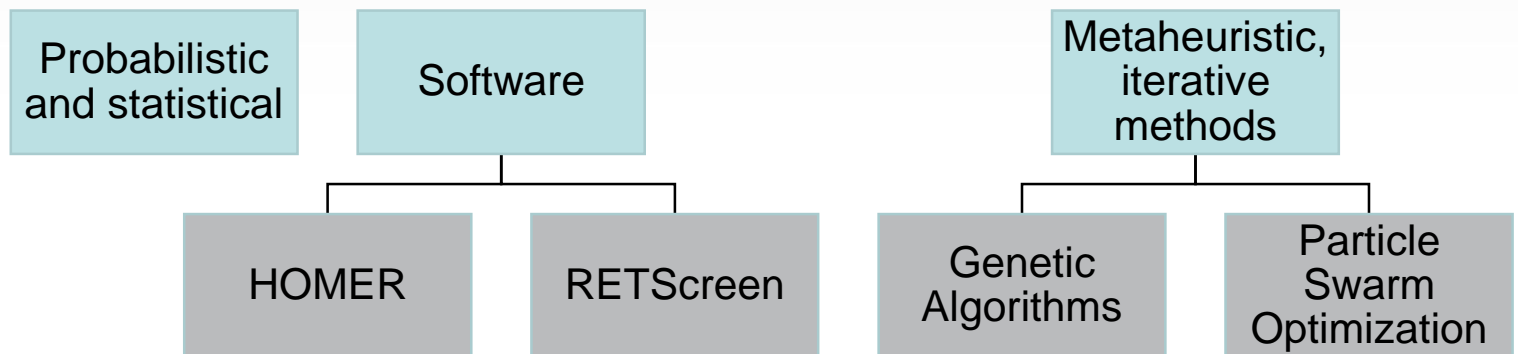 Probabilistic
and statistical
Software
Metaheuristic,
iterative
methods
HOMER
RETScreen
Genetic
Algorithms
Particle
Swarm
Optimization